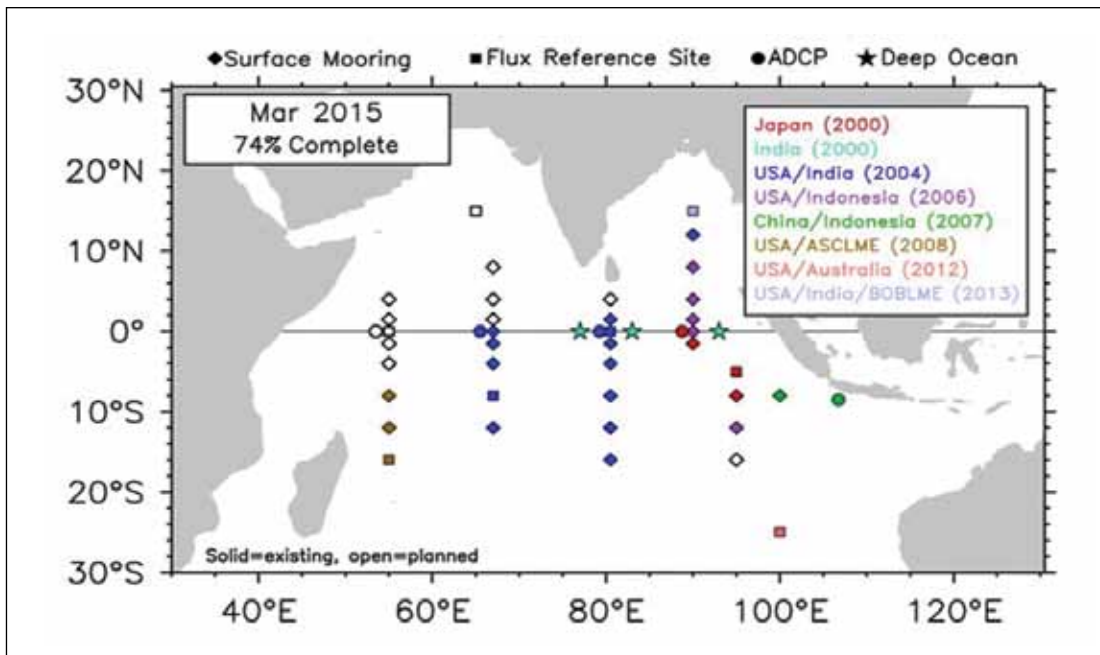 Surface Mooring Flux Reference Site ADCP Deep Ocean
30°N
20°N
10°N
0°
10°S
20°S
30°S
Mar 2015
74% Complete
Japan (2000)
India (2000)
USA/India (2004)
USA/Indonesia (2006)
China/Indonesia (2007)
USA/ASCLME (2008)
USA/Australia (2012)
USA/India/BOBLME (2013)
Solid=existing, open=planned
40°E 60°E 80°E 100°E 120°E